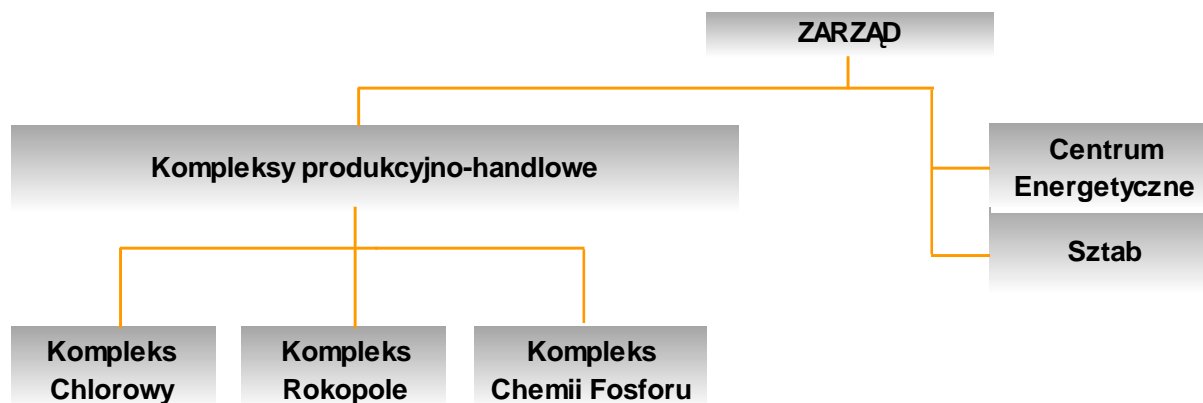 ZARZĄD
Kompleksy produkcyjno-handlowe
Centrum
Energetyczne
Sztab
Kompleks
Chlorowy
Kompleks
Rokopole
Kompleks
Chemii Fosforu